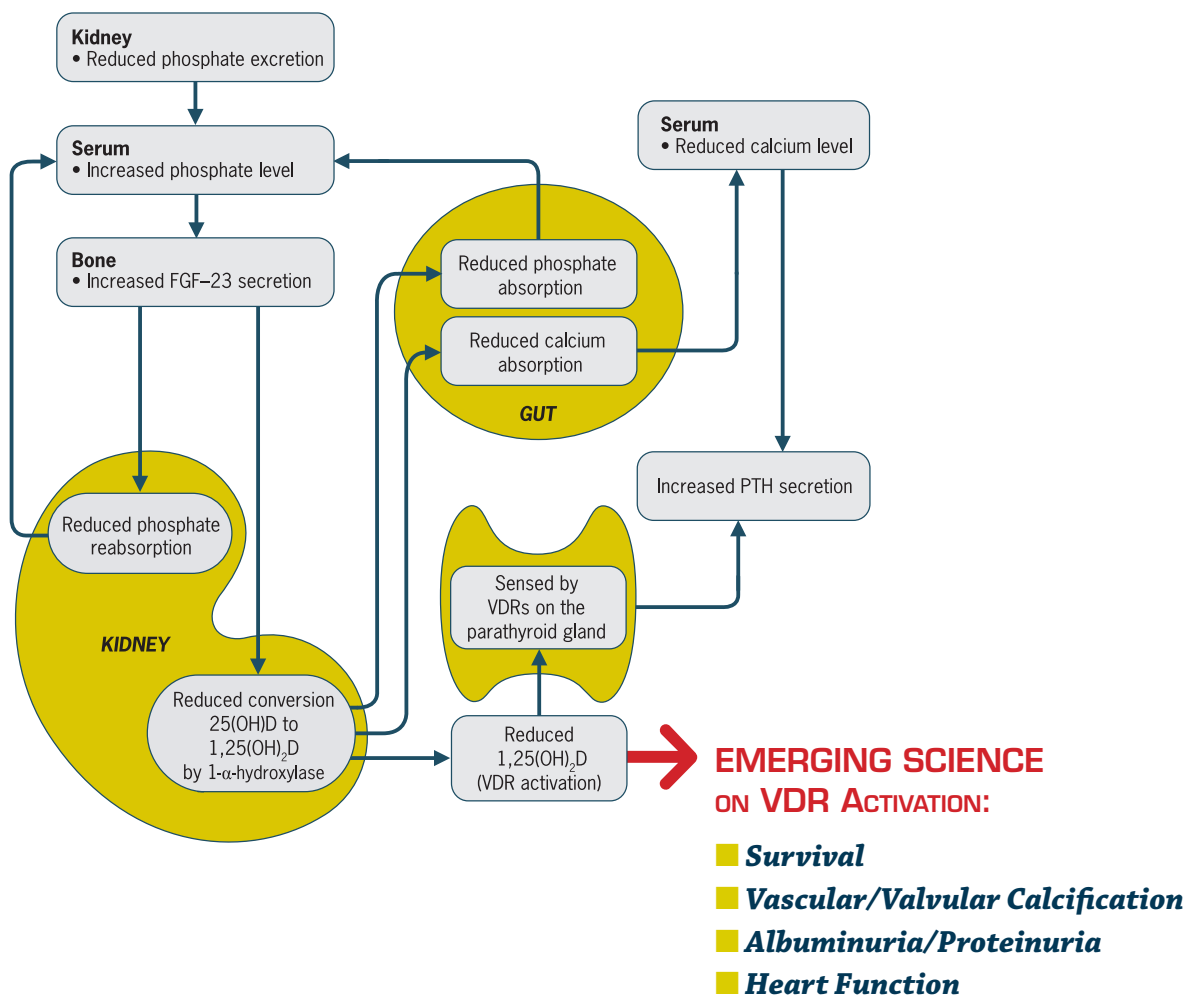 Kidney
• Reduced phosphate excretion
Serum
• Increased phosphate level
Bone
• Increased FGF–23 secretion
Serum
• Reduced calcium level
Reduced phosphate
absorption
Reduced calcium
absorption
GUT
Increased PTH secretion
Reduced phosphate
reabsorption
KIDNEY
Sensed by
VDRs on the
parathyroid gland
Reduced conversion
25(OH)D to
1,25(OH)₂D
by 1-α-hydroxylase
Reduced
1,25(OH)₂D
(VDR activation)
EMERGING SCIENCE
ON VDR ACTIVATION:
Survival
Vascular/Valvular Calcification
Albuminuria/Proteinuria
Heart Function